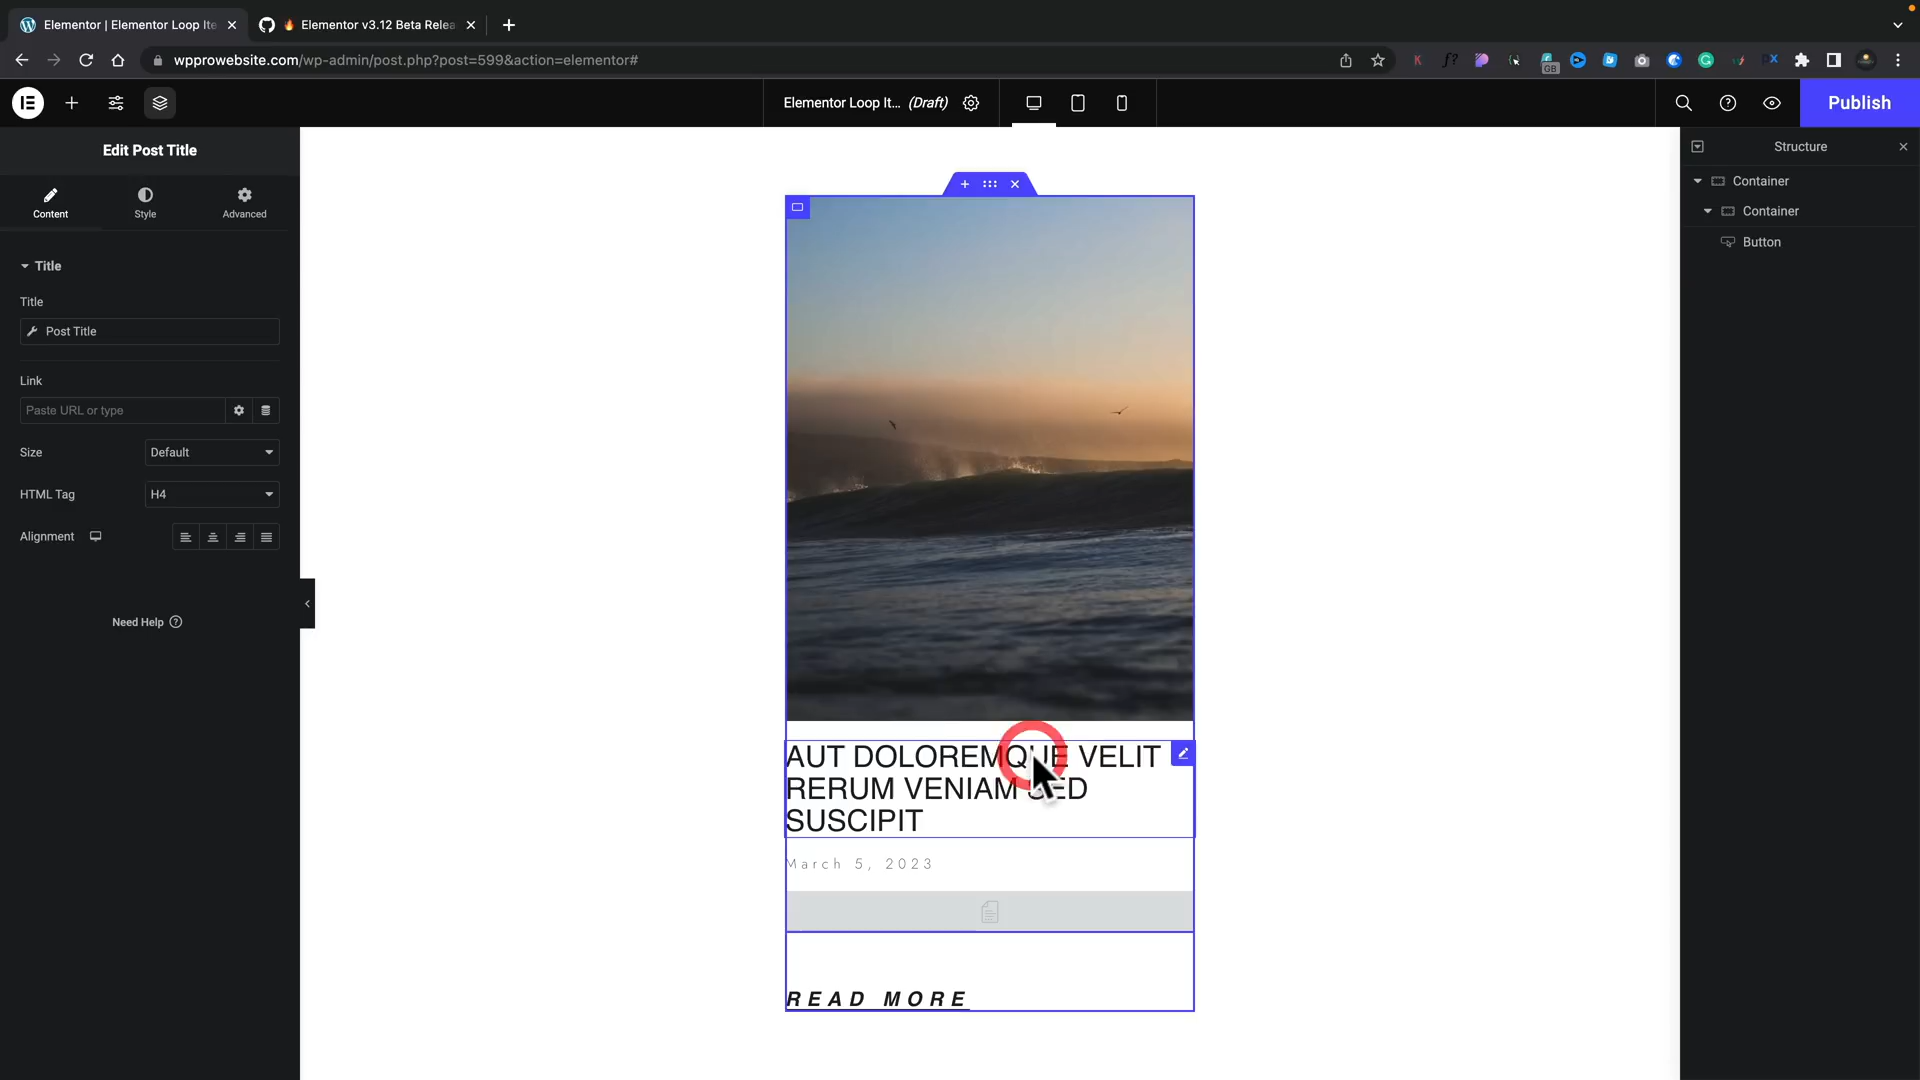 Elementor | Elementor Loop Ite
🔥 Elementor v3.12 Beta Relea
wpprowebsite.com/wp-admin/post.php?post=599&action=elementor#
GB
Elementor Loop It... (Draft)
Publish
Edit Post Title
Structure
Content
Style
Advanced
Container
Container
Button
Title
Title
Post Title
Link
Paste URL or type
Size
Default
HTML Tag
H4
Alignment
Need Help
AUT DOLOREMQUE VELIT
RERUM VENIAM SED
SUSCIPIT
March 5, 2023
READ MORE